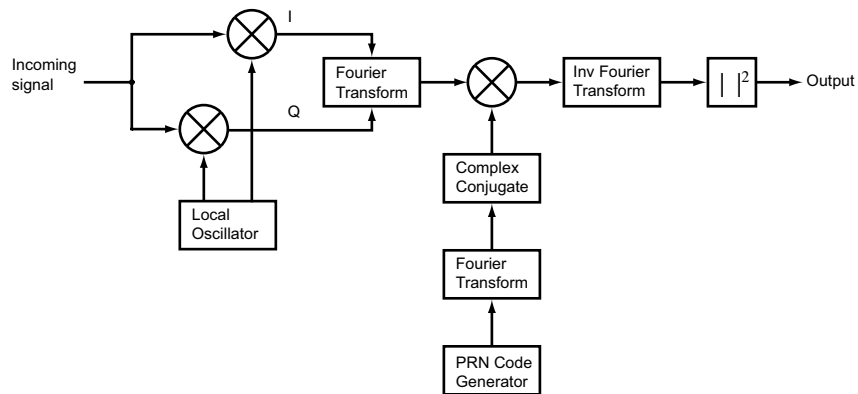 I
Incoming
signal
Fourier
Transform
Inv Fourier
Transform
| |²
Output
Q
Complex
Conjugate
Local
Oscillator
Fourier
Transform
PRN Code
Generator